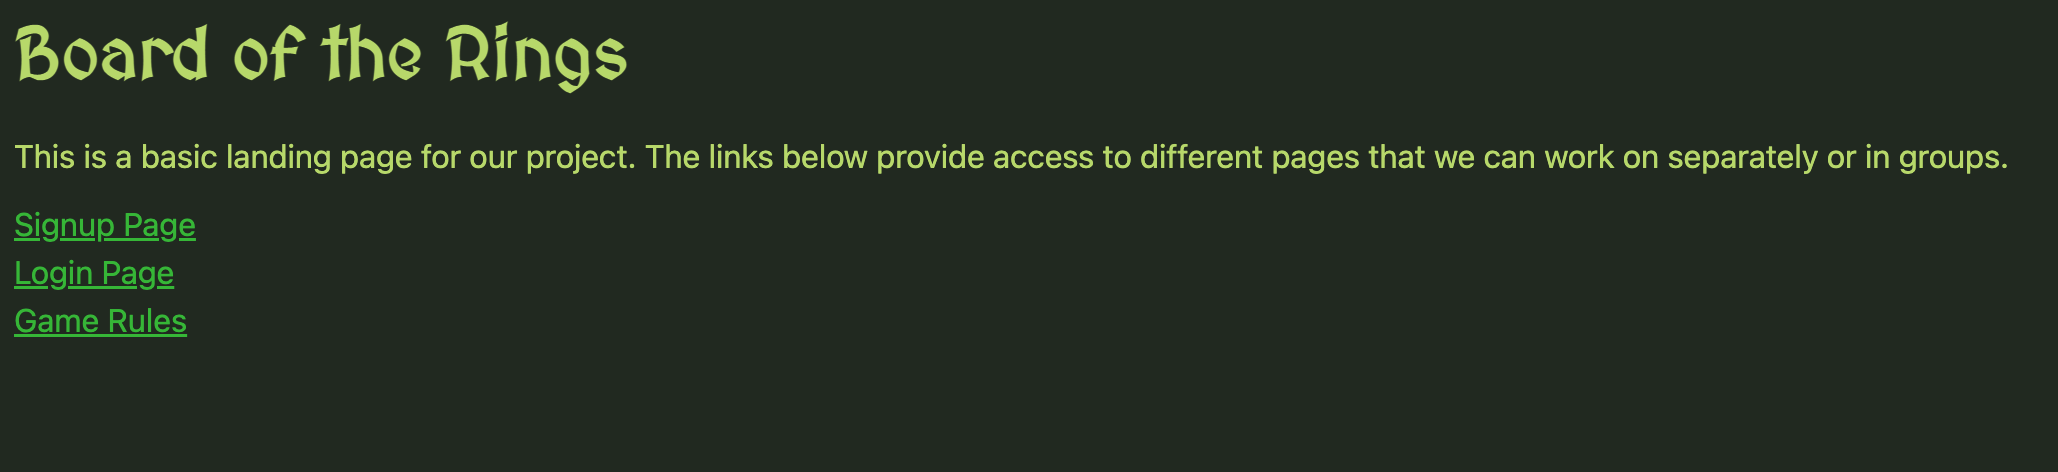 Board of the Rings
This is a basic landing page for our project. The links below provide access to different pages that we can work on separately or in groups.
Signup Page
Login Page
Game Rules